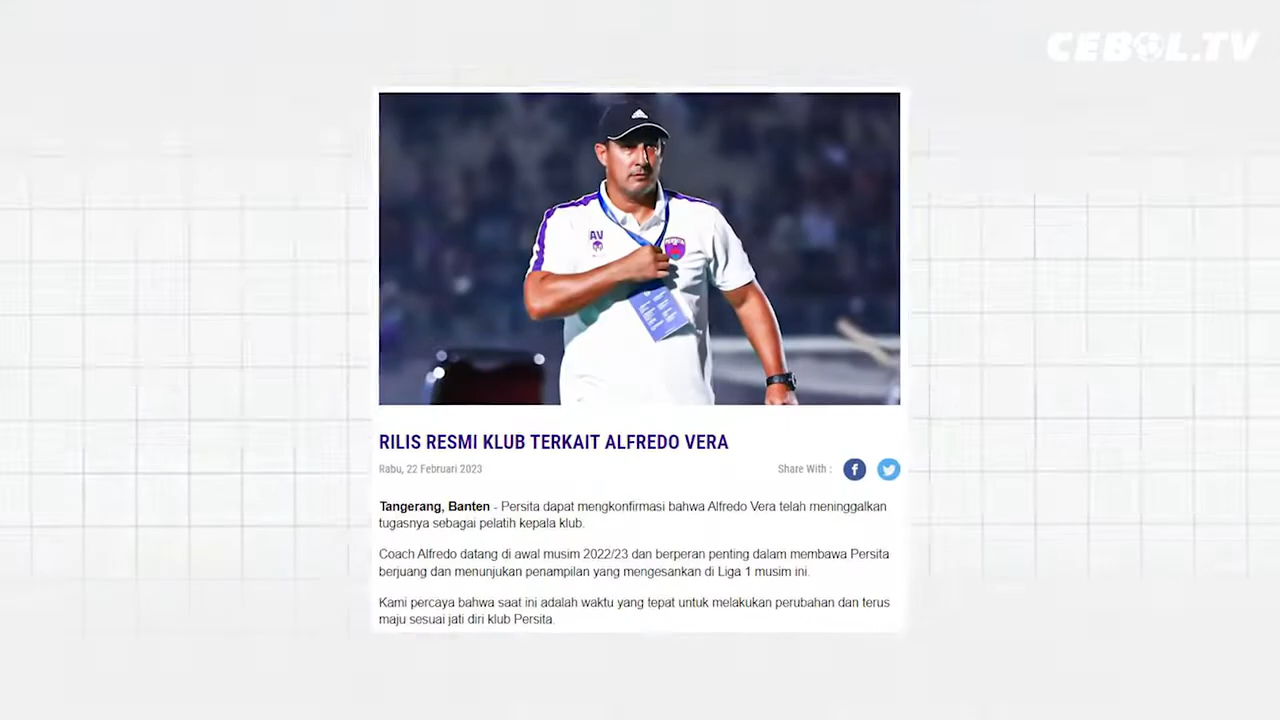 CEBOL.TV
AV
PERSITA
RILIS RESMI KLUB TERKAIT ALFREDO VERA
Rabu, 22 Februari 2023
Share With :
Tangerang, Banten - Persita dapat mengkonfirmasi bahwa Alfredo Vera telah meninggalkan
tugasnya sebagai pelatih kepala klub.
Coach Alfredo datang di awal musim 2022/23 dan berperan penting dalam membawa Persita
berjuang dan menunjukan penampilan yang mengesankan di Liga 1 musim ini.
Kami percaya bahwa saat ini adalah waktu yang tepat untuk melakukan perubahan dan terus
maju sesuai jati diri klub Persita.